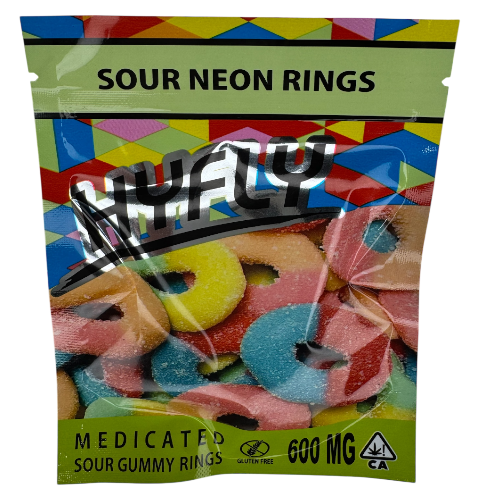 SOUR NEON RINGS
HYFLY
MEDICATED
SOUR GUMMY RINGS
GLUTEN FREE
600 MG
!
CA